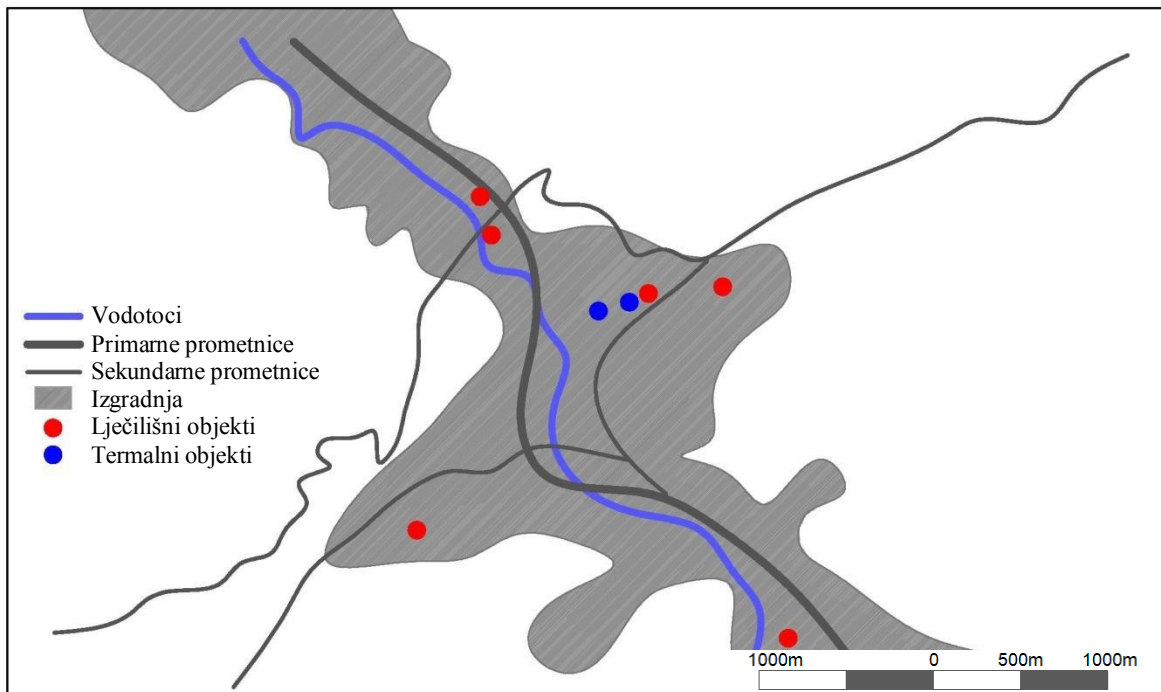 Vodotoci
Primarne prometnice
Sekundarne prometnice
Izgradnja
Lječilišni objekti
Termalni objekti
1000m 0 500m 1000m